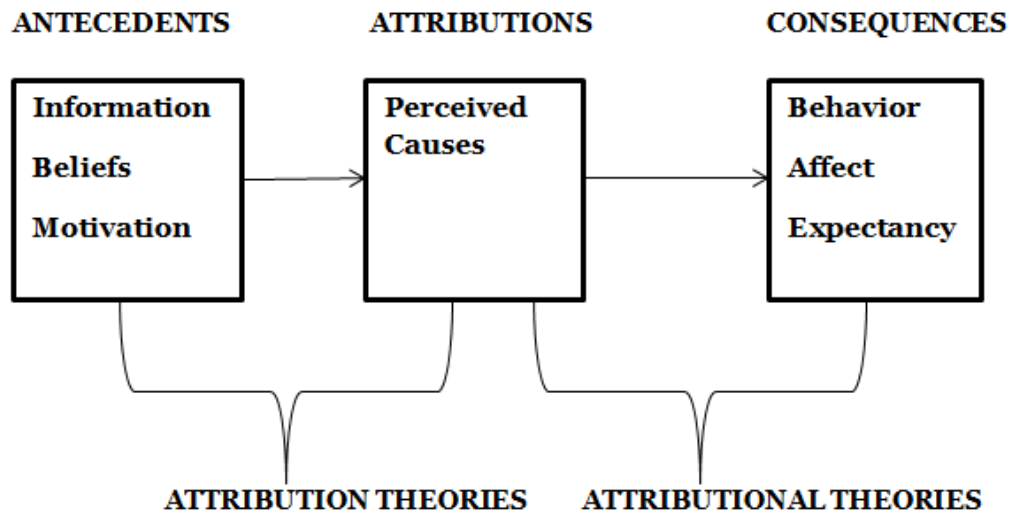 ANTECEDENTS
ATTRIBUTIONS
CONSEQUENCES
Information
Beliefs
Motivation
Perceived
Causes
Behavior
Affect
Expectancy
ATTRIBUTION THEORIES
ATTRIBUTIONAL THEORIES